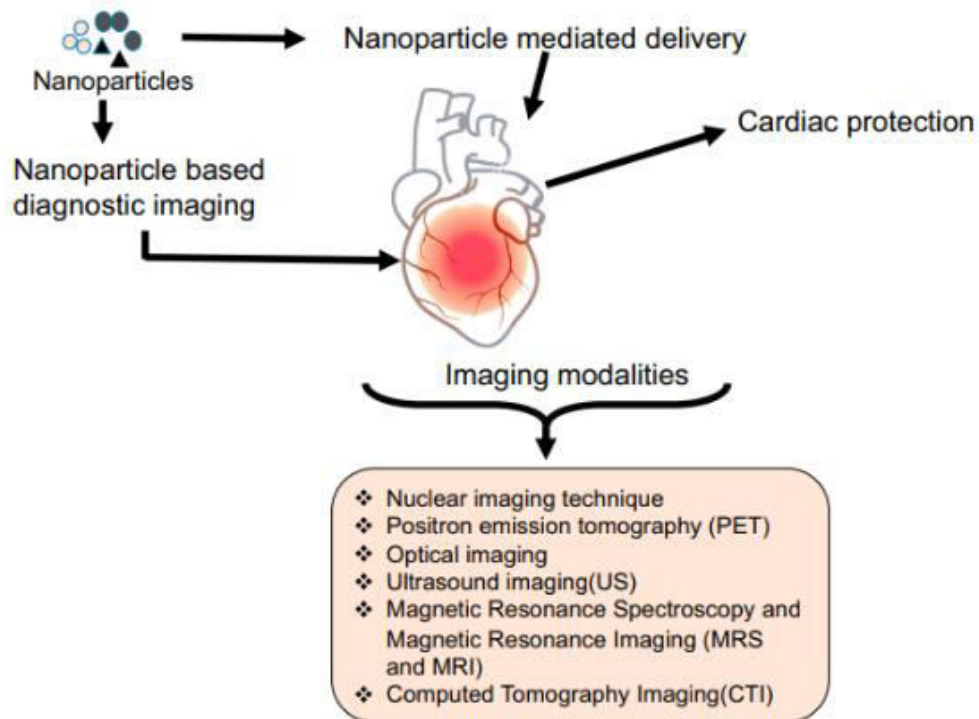 Nanoparticles
Nanoparticle mediated delivery
Cardiac protection
Nanoparticle based
diagnostic imaging
Imaging modalities
❖ Nuclear imaging technique
❖ Positron emission tomography (PET)
❖ Optical imaging
❖ Ultrasound imaging(US)
❖ Magnetic Resonance Spectroscopy and
Magnetic Resonance Imaging (MRS
and MRI)
❖ Computed Tomography Imaging(CTI)